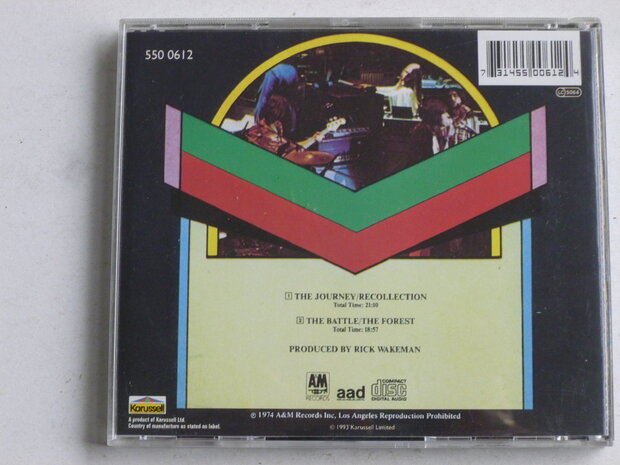 550 0612
7 31455 00612 4
LC 5064
1 THE JOURNEY/RECOLLECTION
Total Time: 21:10
2 THE BATTLE/THE FOREST
Total Time: 18:57
PRODUCED BY RICK WAKEMAN
A&M
RECORDS
aad
COMPACT
disc
DIGITAL AUDIO
Karussell
A product of Karussell Ltd.
Country of manufacture as stated on label.
℗ 1974 A&M Records Inc, Los Angeles Reproduction Prohibited
© 1993 Karussell Limited